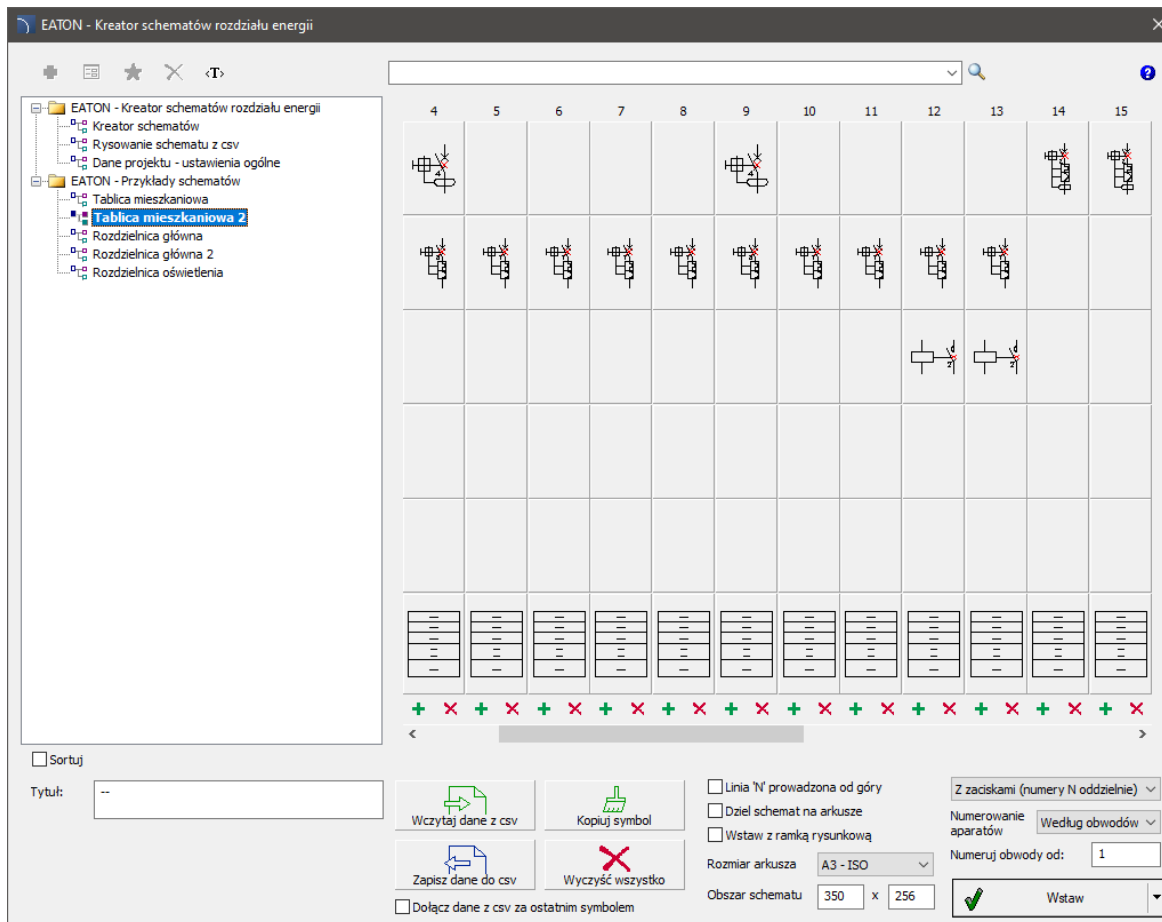 EATON - Kreator schematów rozdziału energii
<T>
EATON - Kreator schematów rozdziału energii
Kreator schematów
Rysowanie schematu z csv
Dane projektu - ustawienia ogólne
EATON - Przykłady schematów
Tablica mieszkaniowa
Tablica mieszkaniowa 2
Rozdzielnica główna
Rozdzielnica główna 2
Rozdzielnica oświetlenia
4 5 6 7 8 9 10 11 12 13 14 15
4 4
2 2
Sortuj
Tytuł: --
Wczytaj dane z csv
Kopiuj symbol
Zapisz dane do csv
Wyczyść wszystko
Dołącz dane z csv za ostatnim symbolem
Linia 'N' prowadzona od góry
Dziel schemat na arkusze
Wstaw z ramką rysunkową
Rozmiar arkusza A3 - ISO
Obszar schematu 350 x 256
Z zaciskami (numery N oddzielnie)
Numerowanie
aparatów
Według obwodów
Numeruj obwody od: 1
Wstaw